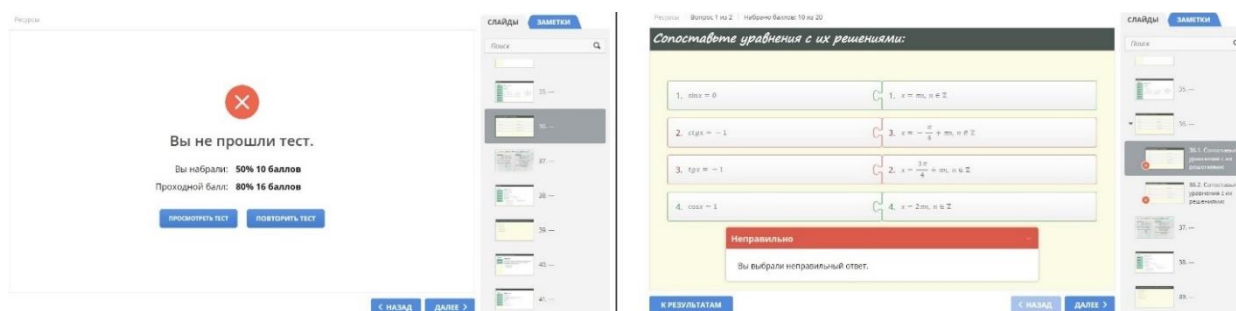 Ресурсы
Вы не прошли тест.
Вы набрали: 50% 10 баллов
Проходной балл: 80% 16 баллов
ПРОСМОТРЕТЬ ТЕСТ ПОВТОРИТЬ ТЕСТ
< НАЗАД ДАЛЕЕ >
СЛАЙДЫ ЗАМЕТКИ
Поиск
35. —
36. —
37. —
38. —
39. —
40. —
41. —
Ресурсы Вопрос 1 из 2 Набрано баллов: 10 из 20
Сопоставьте уравнения с их решениями:
1. sinx = 0 1. x = πn, n ∈ Z
2. ctgx = −1 3. x = −π/4 + πn, n ∈ Z
3. tgx = −1 2. x = 3π/4 + πn, n ∈ Z
4. cosx = 1 4. x = 2πn, n ∈ Z
Неправильно
Вы выбрали неправильный ответ.
К РЕЗУЛЬТАТАМ < НАЗАД ДАЛЕЕ >
СЛАЙДЫ ЗАМЕТКИ
Поиск
35. —
36. —
36.1. Сопоставьте
уравнения с их
решениями:
36.2. Сопоставьте
уравнения с их
решениями:
37. —
38. —
39. —